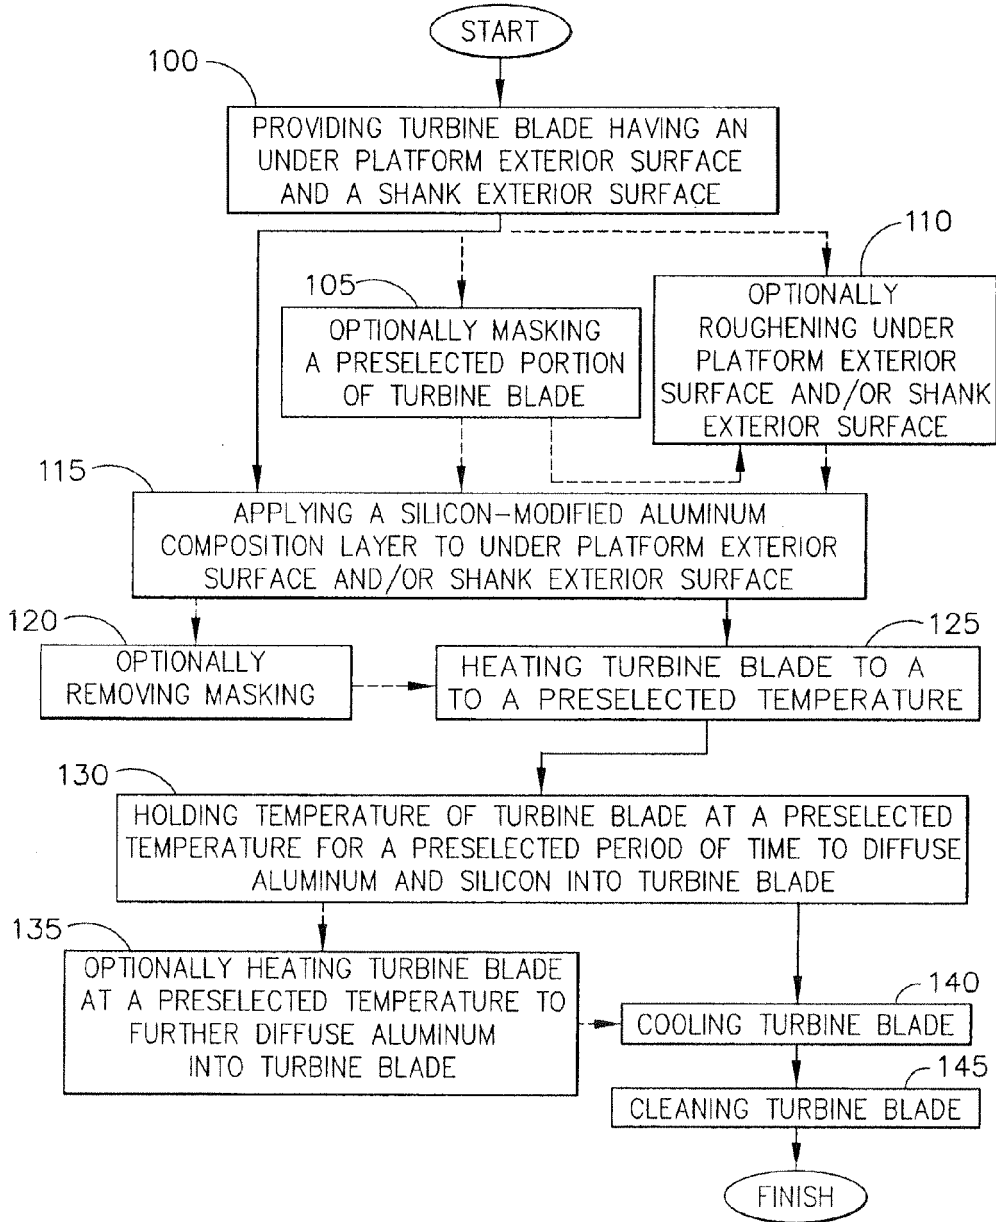 START
100
PROVIDING TURBINE BLADE HAVING AN
UNDER PLATFORM EXTERIOR SURFACE
AND A SHANK EXTERIOR SURFACE
110
OPTIONALLY
ROUGHENING UNDER
PLATFORM EXTERIOR
SURFACE AND/OR SHANK
EXTERIOR SURFACE
105
OPTIONALLY MASKING
A PRESELECTED PORTION
OF TURBINE BLADE
115
APPLYING A SILICON-MODIFIED ALUMINUM
COMPOSITION LAYER TO UNDER PLATFORM EXTERIOR
SURFACE AND/OR SHANK EXTERIOR SURFACE
120
OPTIONALLY
REMOVING MASKING
125
HEATING TURBINE BLADE TO A
TO A PRESELECTED TEMPERATURE
130
HOLDING TEMPERATURE OF TURBINE BLADE AT A PRESELECTED
TEMPERATURE FOR A PRESELECTED PERIOD OF TIME TO DIFFUSE
ALUMINUM AND SILICON INTO TURBINE BLADE
135
OPTIONALLY HEATING TURBINE BLADE
AT A PRESELECTED TEMPERATURE TO
FURTHER DIFFUSE ALUMINUM
INTO TURBINE BLADE
140
COOLING TURBINE BLADE
145
CLEANING TURBINE BLADE
FINISH